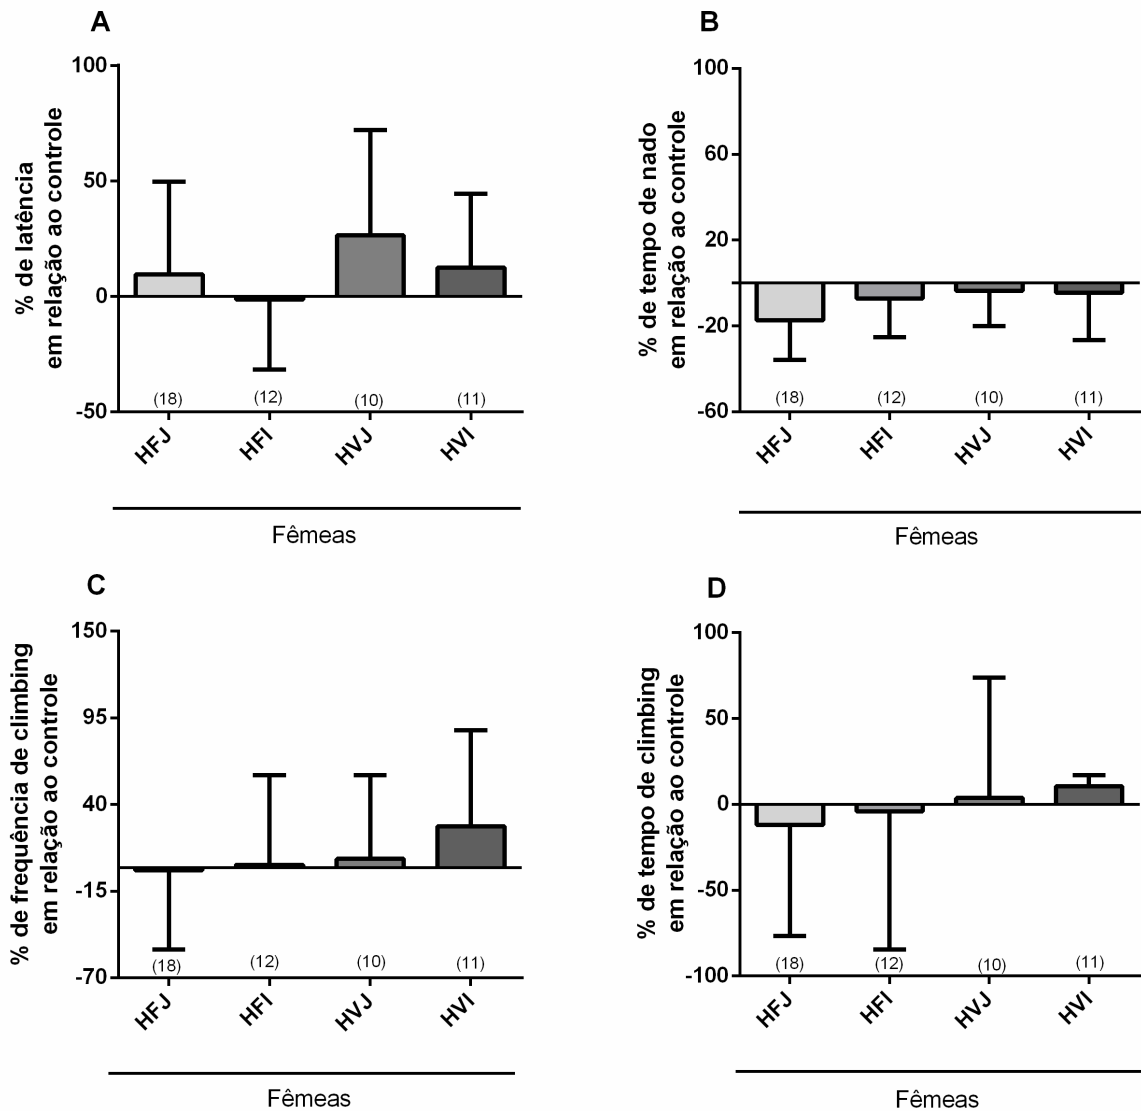 A
% de latência
em relação ao controle
100
50
0
-50
(18)
(12)
(10)
(11)
HFJ
HFI
HVJ
HVI
Fêmeas
B
% de tempo de nado
em relação ao controle
100
60
20
-20
-60
(18)
(12)
(10)
(11)
HFJ
HFI
HVJ
HVI
Fêmeas
C
% de frequência de climbing
em relação ao controle
150
95
40
-15
-70
(18)
(12)
(10)
(11)
HFJ
HFI
HVJ
HVI
Fêmeas
D
% de tempo de climbing
em relação ao controle
100
50
0
-50
-100
(18)
(12)
(10)
(11)
HFJ
HFI
HVJ
HVI
Fêmeas